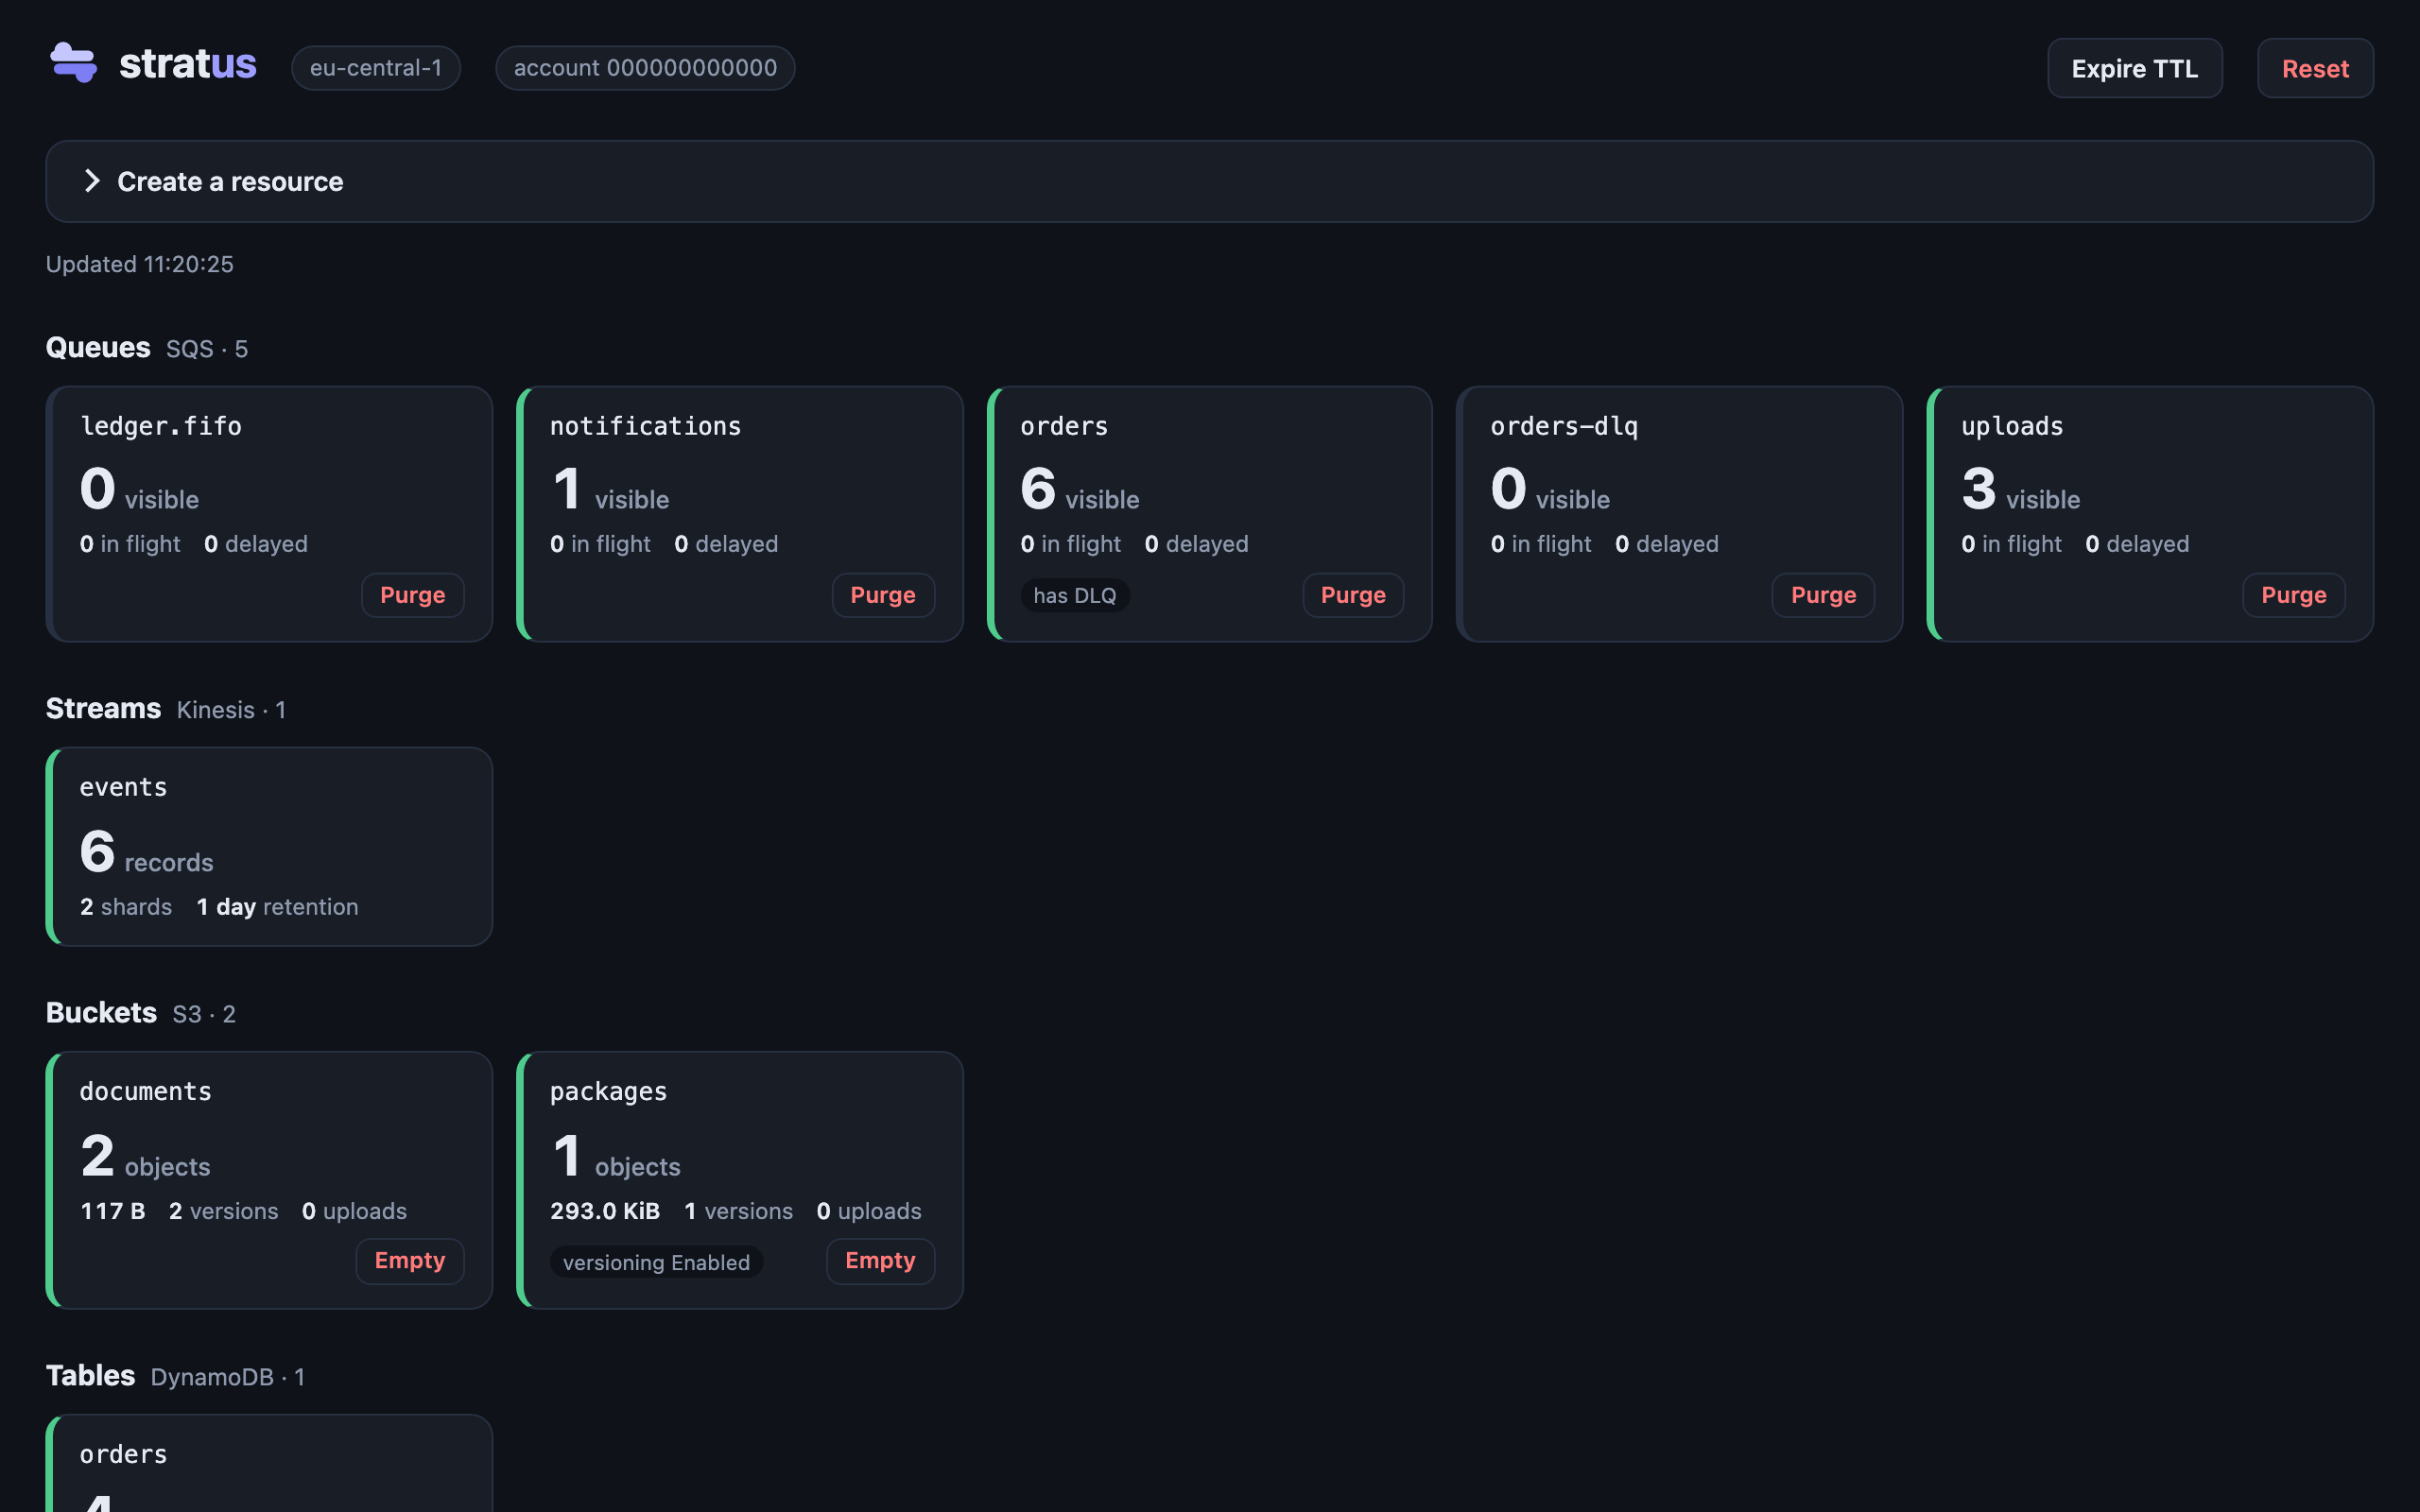 stratus eu-central-1 account 000000000000 Expire TTL Reset
Create a resource
Updated 11:20:25
Queues SQS · 5
ledger.fifo
0 visible
0 in flight 0 delayed
Purge
notifications
1 visible
0 in flight 0 delayed
Purge
orders
6 visible
0 in flight 0 delayed
has DLQ Purge
orders-dlq
0 visible
0 in flight 0 delayed
Purge
uploads
3 visible
0 in flight 0 delayed
Purge
Streams Kinesis · 1
events
6 records
2 shards 1 day retention
Buckets S3 · 2
documents
2 objects
117 B 2 versions 0 uploads
Empty
packages
1 objects
293.0 KiB 1 versions 0 uploads
versioning Enabled Empty
Tables DynamoDB · 1
orders